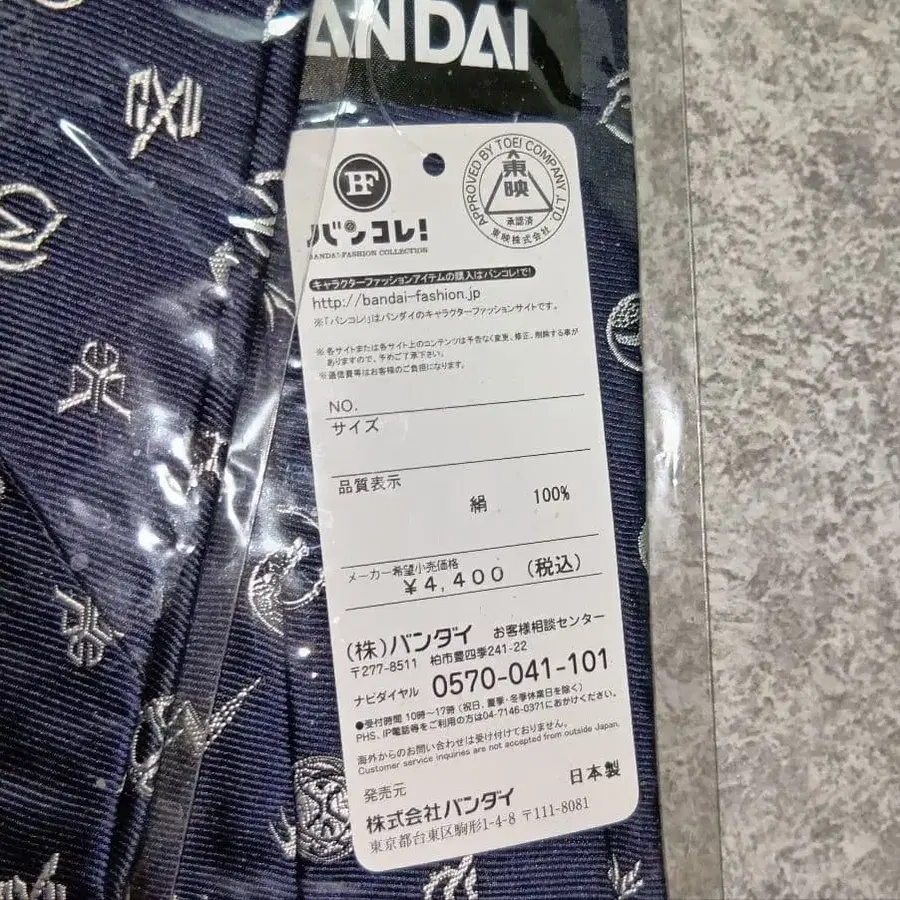 ANDAI
BF
バンコレ!
BANDAI FASHION COLLECTION
APPROVED BY TOEI COMPANY,LTD.
東映
承認済
東映株式会社
キャラクターファッションアイテムの購入はバンコレ!で!
http://bandai-fashion.jp
※「バンコレ!」はバンダイのキャラクターファッションサイトです。
※各サイトまたは各サイト上のコンテンツは予告なく変更、修正、削除する事が
ありますので、予めご了承下さい。
※通信費等はお客様のご負担になります。
NO.
サイズ
品質表示
絹 100%
メーカー希望小売価格
¥4,400 (税込)
(株)バンダイ お客様相談センター
〒277-8511 柏市豊四季241-22
ナビダイヤル 0570-041-101
●受付時間 10時~17時 (祝日、夏季・冬季休業日を除く)
PHS、IP電話等をご利用の方は04-7146-0371におかけください。
海外からのお問い合わせは受け付けておりません。
Customer service inquiries are not accepted from outside Japan.
発売元 日本製
株式会社バンダイ
東京都台東区駒形1-4-8 〒111-8081